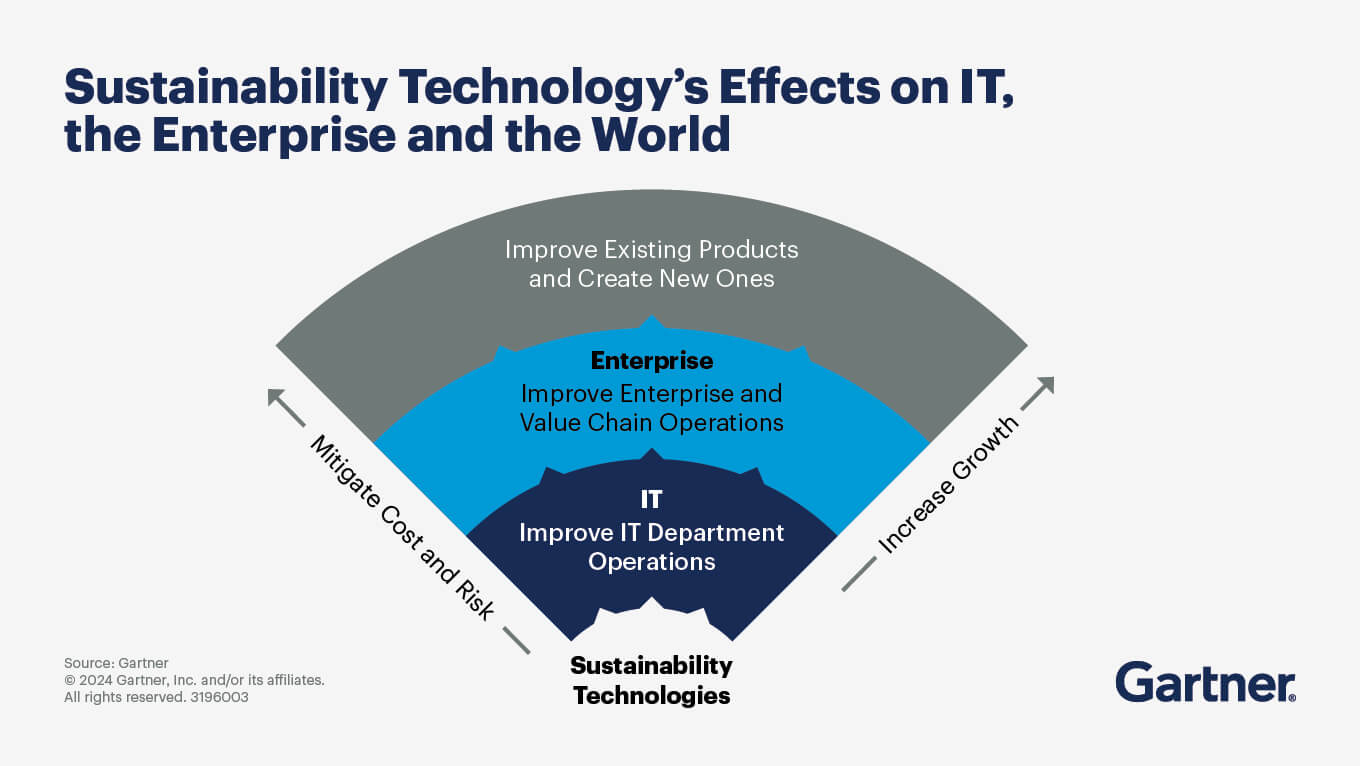 Sustainability Technology’s Effects on IT,
the Enterprise and the World
Improve Existing Products
and Create New Ones
Enterprise
Improve Enterprise and
Value Chain Operations
IT
Improve IT Department
Operations
Mitigate Cost and Risk
Increase Growth
Sustainability
Technologies
Source: Gartner
© 2024 Gartner, Inc. and/or its affiliates.
All rights reserved. 3196003
Gartner®